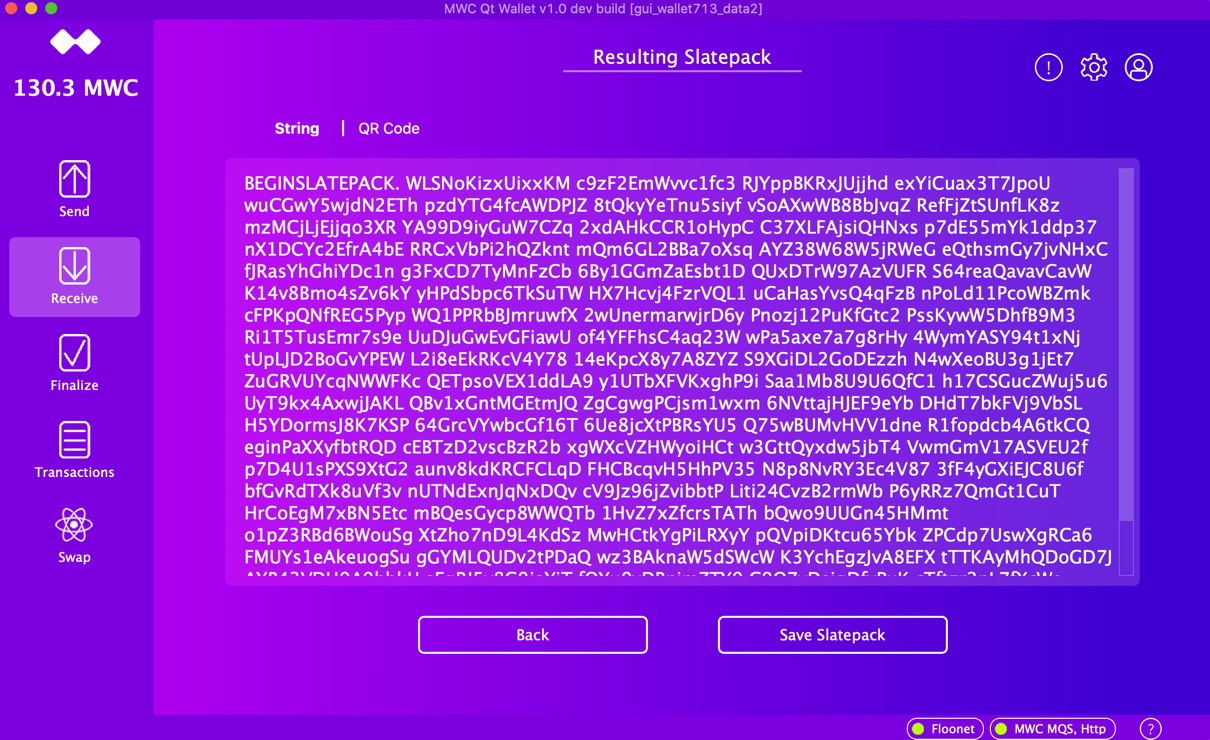 MWC Qt Wallet v1.0 dev build [gui_wallet713_data2]
130.3 MWC
Send
Receive
Finalize
Transactions
Swap
Resulting Slatepack
!
String | QR Code
BEGINSLATEPACK. WLSNoKizxUixxKM c9zF2EmWvvc1fc3 RJYppBKRxJUjjhd exYiCuax3T7JpoU
wuCGwY5wjdN2ETh pzdYTG4fcAWDPJZ 8tQkyYeTnu5siyf vSoAXwWB8BbJvqZ RefFjZtSUnfLK8z
mzMCjLjEjjqo3XR YA99D9iyGuW7CZq 2xdAHkCCR1oHypC C37XLFAjsiQHNxs p7dE55mYk1ddp37
nX1DCYc2EfrA4bE RRCxVbPi2hQZknt mQm6GL2BBa7oXsq AYZ38W68W5jRWeG eQthsmGy7jvNHxC
fJRasYhGhiYDc1n g3FxCD7TyMnFzCb 6By1GGmZaEsbt1D QUxDTrW97AzVUFR S64reaQavavCavW
K14v8Bmo4sZv6kY yHPdSbpc6TkSuTW HX7Hcvj4FzrVQL1 uCaHasYvsQ4qFzB nPoLd11PcoWBZmk
cFPKpQNfREG5Pyp WQ1PPRbBJmruwfX 2wUnermarwjrD6y Pnozj12PuKfGtc2 PssKywW5DhfB9M3
Ri1T5TusEmr7s9e UuDJuGwEvGFiawU of4YFFhsC4aq23W wPa5axe7a7g8rHy 4WymYASY94t1xNj
tUpLJD2BoGvYPEW L2i8eEkRKcV4Y78 14eKpcX8y7A8ZYZ S9XGiDL2GoDEzzh N4wXeoBU3g1jEt7
ZuGRVUYcqNWWFKc QETpsoVEX1ddLA9 y1UTbXFVKxghP9i Saa1Mb8U9U6QfC1 h17CSGucZWuj5u6
UyT9kx4AxwjJAKL QBv1xGntMGEtmJQ ZgCgwgPCjsm1wxm 6NVttajHJEF9eYb DHdT7bkFVj9VbSL
H5YDormsJ8K7KSP 64GrcVYwbcGf16T 6Ue8jcXtPBRsYU5 Q75wBUMvHVV1dne R1fopdcb4A6tkCQ
eginPaXXyfbtRQD cEBTzD2vscBzR2b xgWXcVZHWyoiHCt w3GttQyxdw5jbT4 VwmGmV17ASVEU2f
p7D4U1sPXS9XtG2 aunv8kdKRCFCLqD FHCBcqvH5HhPV35 N8p8NvRY3Ec4V87 3fF4yGXiEJC8U6f
bfGvRdTXk8uVf3v nUTNdExnJqNxDQv cV9Jz96jZvibbtP Liti24CvzB2rmWb P6yRRz7QmGt1CuT
HrCoEgM7xBN5Etc mBQesGycp8WWQTb 1HvZ7xZfcrsTATh bQwo9UUGn45HMmt
o1pZ3RBd6BWouSg XtZho7nD9L4KdSz MwHCtkYgPiLRXyY pQVpiDKtcu65Ybk ZPCdp7UswXgRCa6
FMUYs1eAkeuogSu gGYMLQUDv2tPDaQ wz3BAknaW5dSWcW K3YchEgzJvA8EFX tTTKAyMhQDoGD7J
Back
Save Slatepack
Floonet
MWC MQS, Http
?